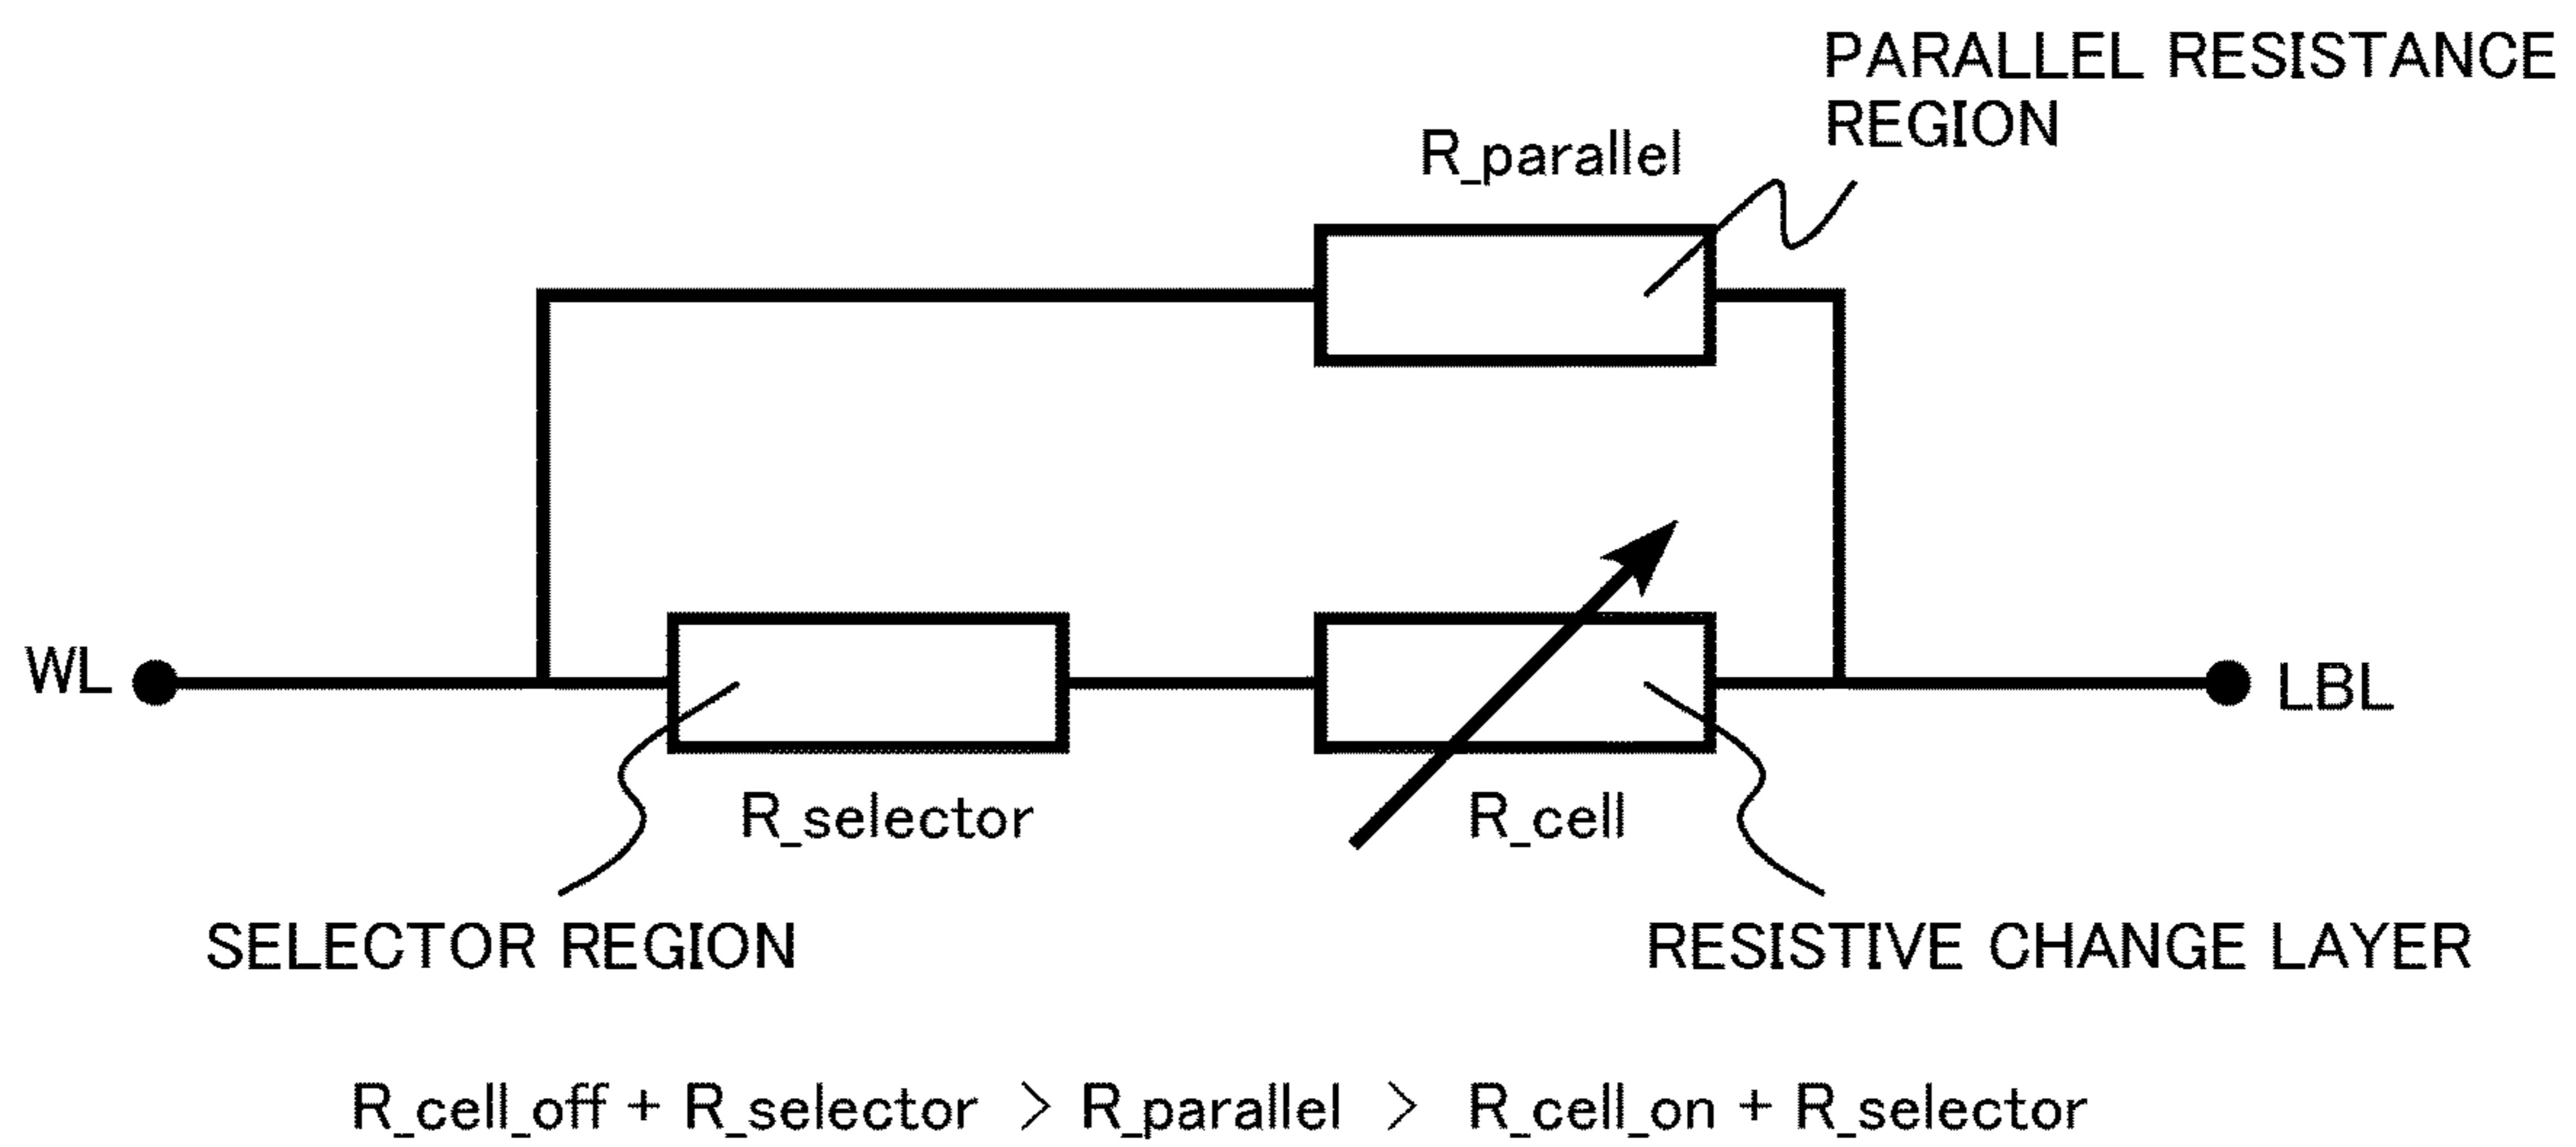 PARALLEL RESISTANCE
REGION
R_parallel
WL
LBL
R_selector
R_cell
SELECTOR REGION
RESISTIVE CHANGE LAYER
R_cell_off + R_selector > R_parallel > R_cell_on + R_selector